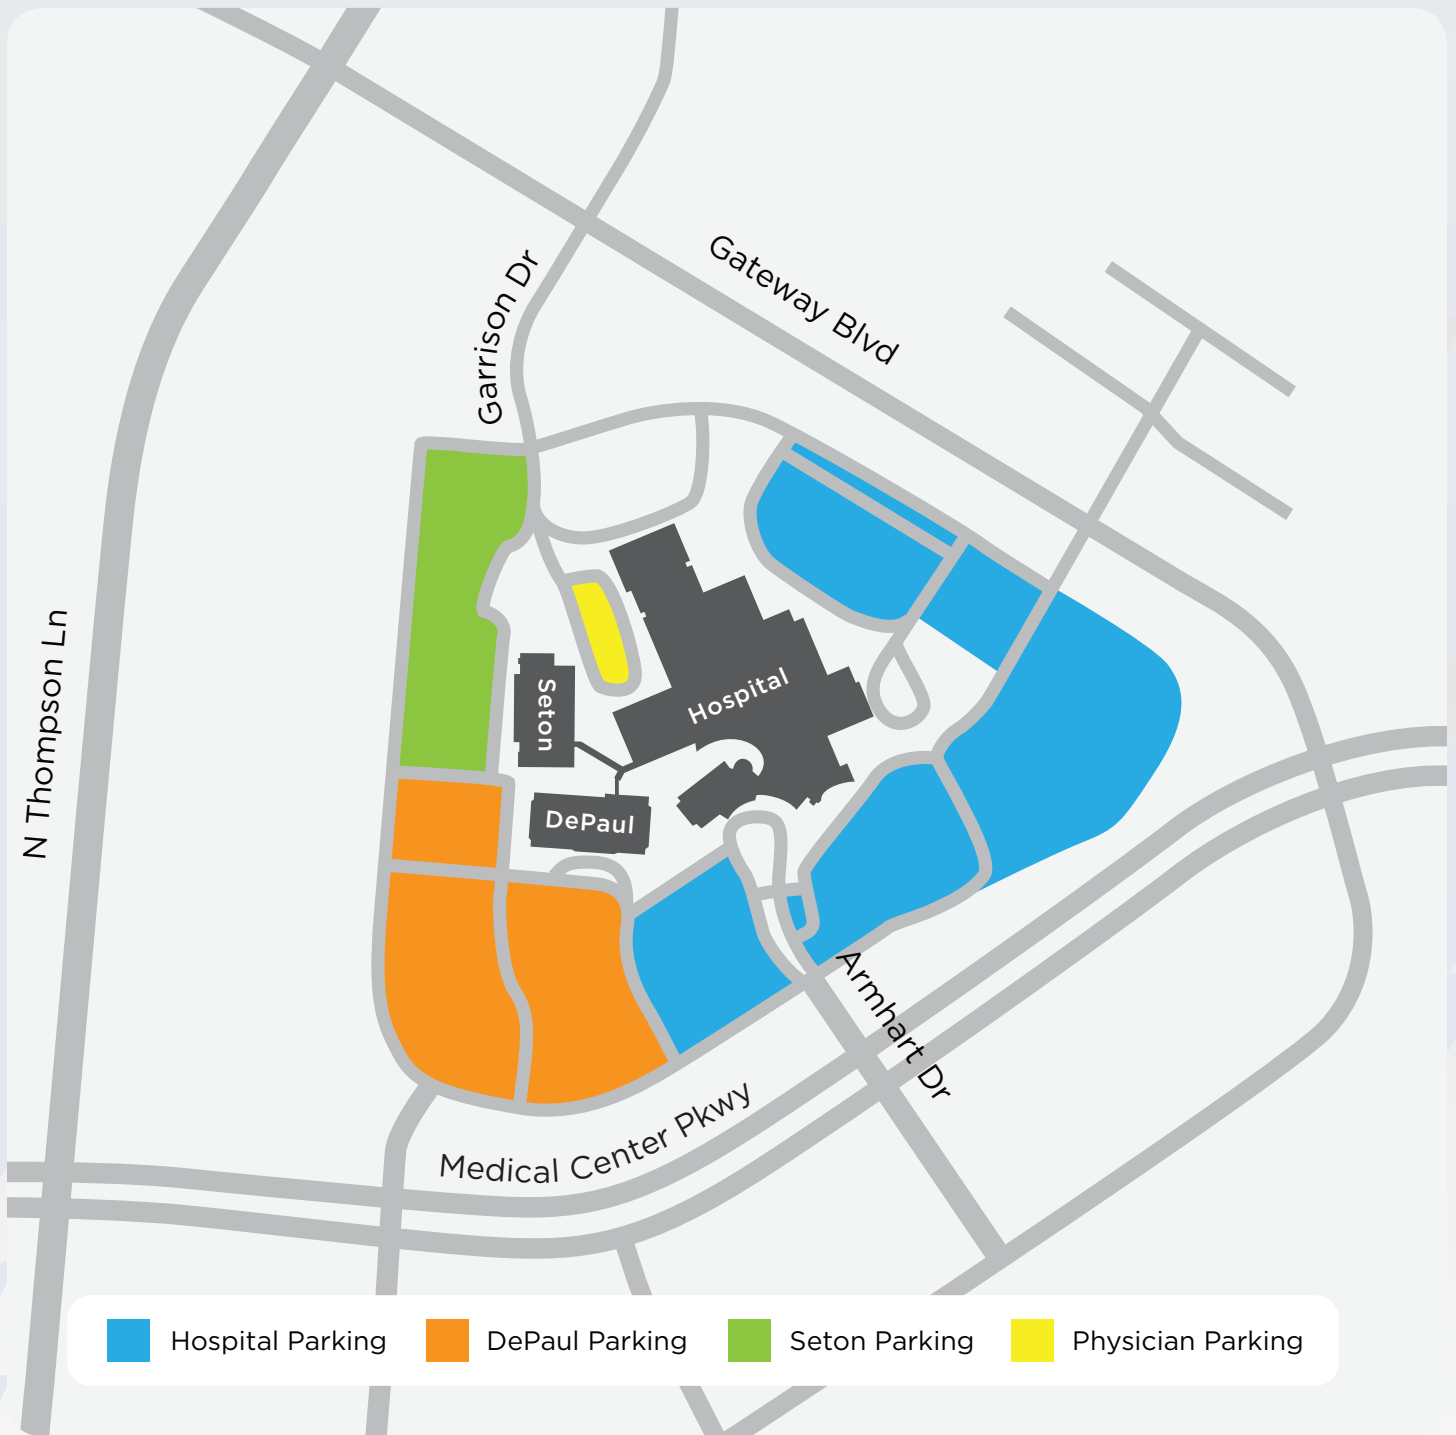 Garrison Dr
Gateway Blvd
N Thompson Ln
Hospital
Seton
DePaul
Armhart Dr
Medical Center Pkwy
Hospital Parking
DePaul Parking
Seton Parking
Physician Parking